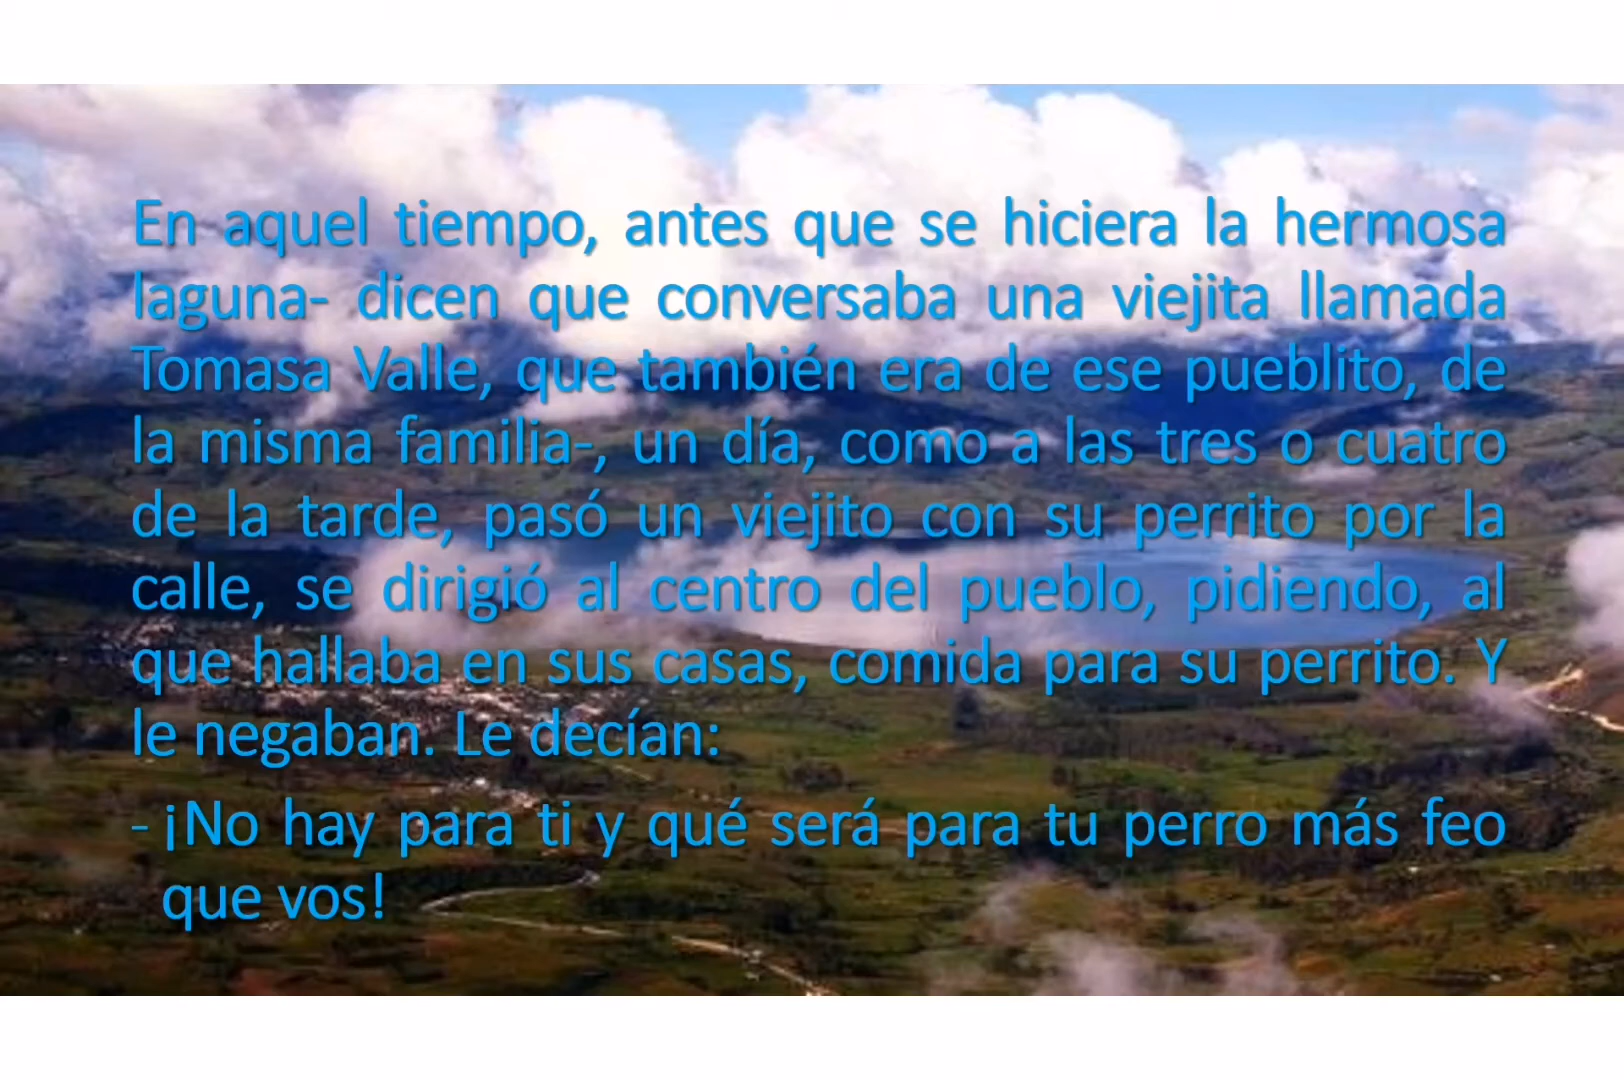 En aquel tiempo, antes que se hiciera la hermosa
laguna- dicen que conversaba una viejita llamada
Tomasa Valle, que también era de ese pueblito, de
la misma familia-, un día, como a las tres o cuatro
de la tarde, pasó un viejito con su perrito por la
calle, se dirigió al centro del pueblo, pidiendo, al
que hallaba en sus casas, comida para su perrito. Y
le negaban. Le decían:
- ¡No hay para ti y qué será para tu perro más feo
que vos!